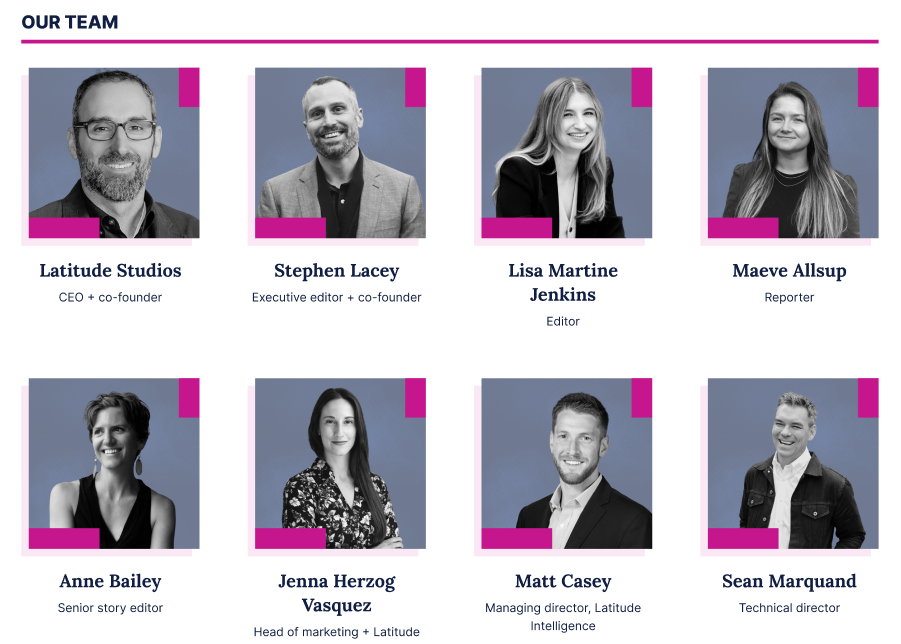 OUR TEAM
Latitude Studios
CEO + co-founder
Stephen Lacey
Executive editor + co-founder
Lisa Martine
Jenkins
Editor
Maeve Allsup
Reporter
Anne Bailey
Senior story editor
Jenna Herzog
Vasquez
Head of marketing + Latitude
Matt Casey
Managing director, Latitude
Intelligence
Sean Marquand
Technical director